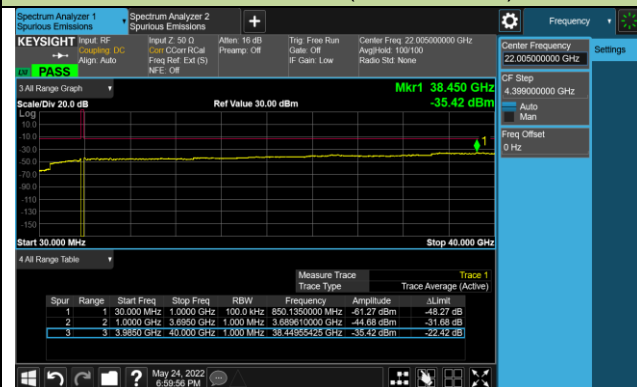 Spectrum Analyzer 1
Spurious Emissions
Spectrum Analyzer 2
Spurious Emissions
+
Frequency
KEYSIGHT
Input: RF
Coupling: DC
Align: Auto
Input Z: 50 Ω
Corr CCorr RCal
Freq Ref: Ext (S)
NFE: Off
Atten: 16 dB
Preamp: Off
Trig: Free Run
Gate: Off
IF Gain: Low
Center Freq: 22.005000000 GHz
Avg|Hold: 100/100
Radio Std: None
PASS
Center Frequency
22.005000000 GHz
Settings
CF Step
4.399000000 GHz
Auto
Man
Freq Offset
0 Hz
3 All Range Graph
Mkr1 38.450 GHz
Scale/Div 20.0 dB
Ref Value 30.00 dBm
-35.42 dBm
Log
10.0
-10.0
-30.0
-50.0
-70.0
-90.0
-110
-130
-150
1
Start 30.000 MHz
Stop 40.000 GHz
4 All Range Table
Measure Trace Trace 1
Trace Type Trace Average (Active)
Spur Range Start Freq Stop Freq RBW Frequency Amplitude ΔLimit
1 1 30.000 MHz 1.0000 GHz 100.0 kHz 850.1350000 MHz -61.27 dBm -48.27 dB
2 2 1.0000 GHz 3.6950 GHz 1.000 MHz 3.689610000 GHz -44.68 dBm -31.68 dB
3 3 3.9850 GHz 40.000 GHz 1.000 MHz 38.44955425 GHz -35.42 dBm -22.42 dB
?
May 24, 2022
6:59:56 PM